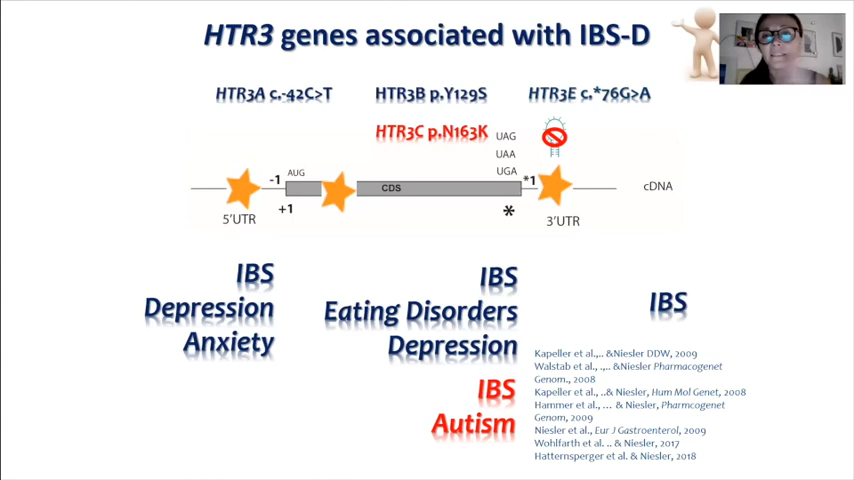 HTR3 genes associated with IBS-D
HTR3A c.-42C>T
HTR3B p.Y129S
HTR3E c.*76G>A
HTR3C p.N163K
UAG
UAA
UGA
-1
AUG
CDS
*1
cDNA
+1
*
5'UTR
3'UTR
IBS
Depression
Anxiety
IBS
Eating Disorders
Depression
IBS
Autism
IBS
Kapeller et al.,.. &Niesler DDW, 2009
Walstab et al., .,.. &Niesler Pharmacogenet
Genom., 2008
Kapeller et al., ..& Niesler, Hum Mol Genet, 2008
Hammer et al., ... & Niesler, Pharmcogenet
Genom, 2009
Niesler et al., Eur J Gastroenterol, 2009
Wohlfarth et al. .. & Niesler, 2017
Hatternsperger et al. & Niesler, 2018